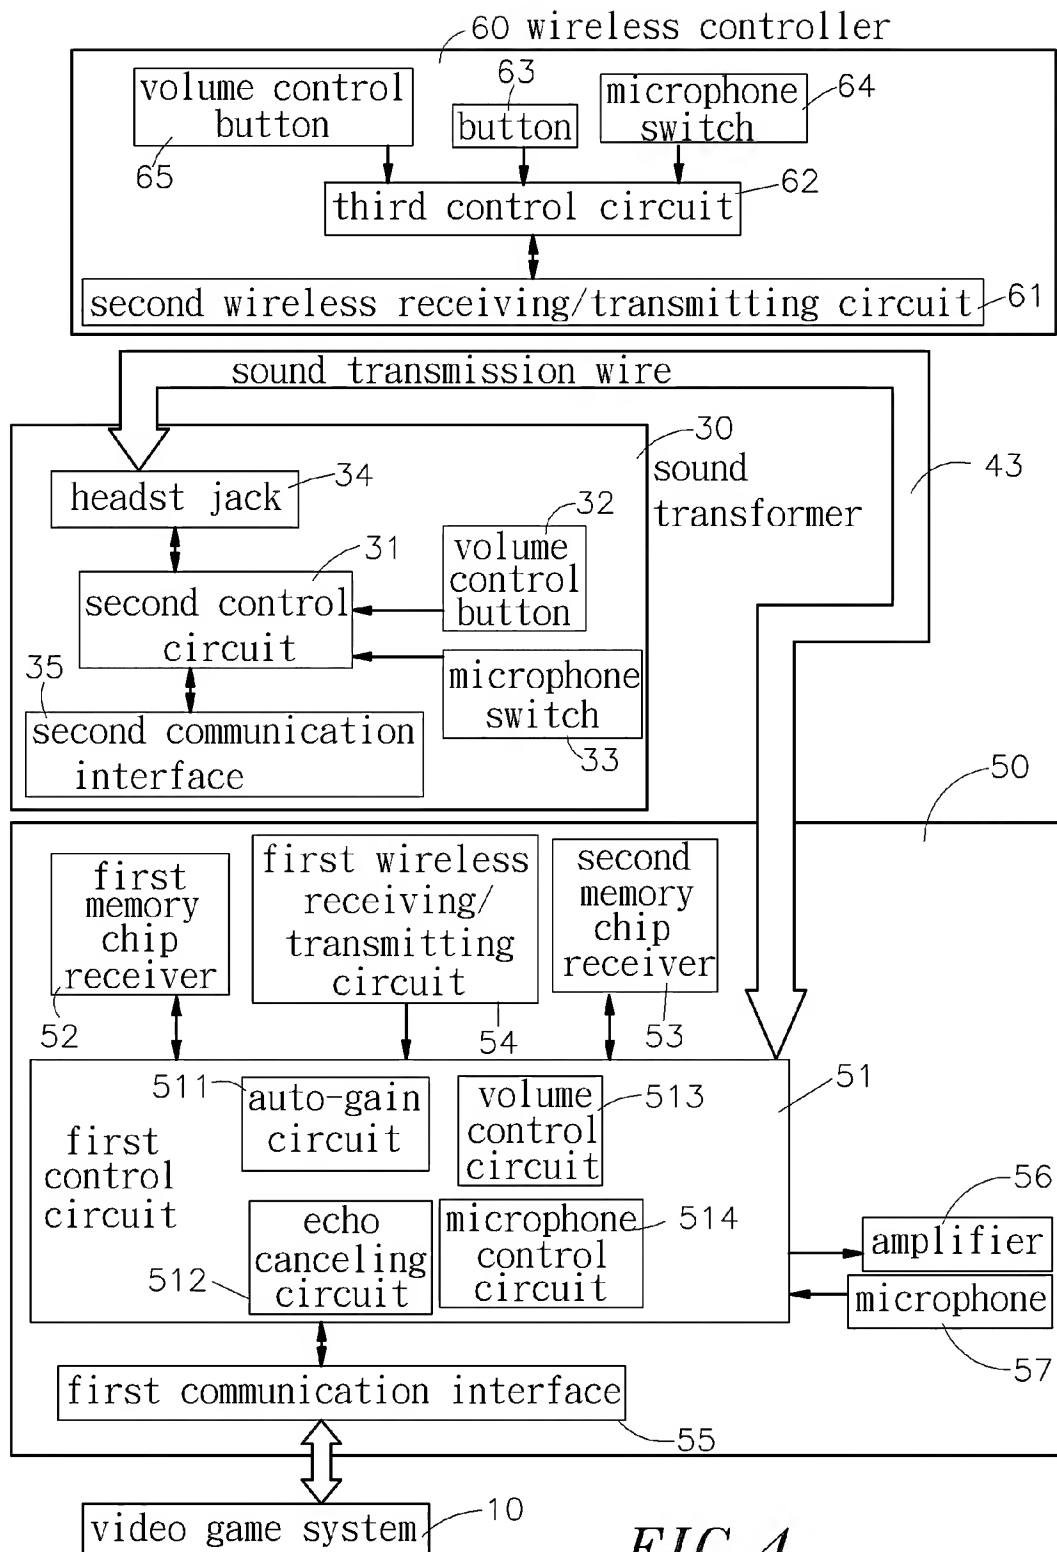 60 wireless controller
volume control
button
65
63
button
microphone
switch
64
third control circuit
62
second wireless receiving/transmitting circuit
61
sound transmission wire
43
30
sound
transformer
headst jack
34
31
second control
circuit
32
volume
control
button
microphone
switch
33
35
second communication
interface
50
first
memory
chip
receiver
52
first wireless
receiving/
transmitting
circuit
54
second
memory
chip
receiver
53
51
first
control
circuit
511
auto-gain
circuit
volume
control
circuit
513
echo
canceling
circuit
512
microphone
control
circuit
514
56
amplifier
microphone
57
first communication interface
55
video game system
10
FIG.4